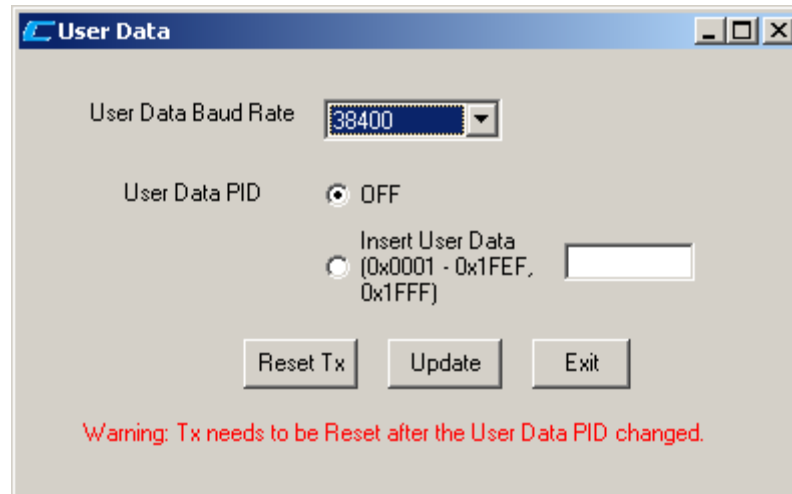 User Data
User Data Baud Rate
38400
User Data PID
OFF
Insert User Data
(0x0001 - 0x1FEF,
0x1FFF)
Reset Tx
Update
Exit
Warning: Tx needs to be Reset after the User Data PID changed.